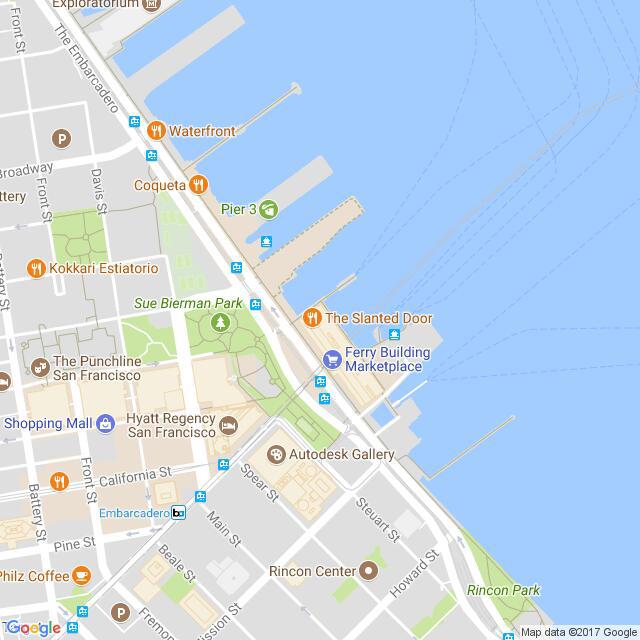 Exploratorium
Front St
The Embarcadero
Waterfront
P
Broadway
Coqueta
Davis St
Front St
Pier 3
Kokkari Estiatorio
Battery St
Sue Bierman Park
The Slanted Door
Ferry Building
Marketplace
The Punchline
San Francisco
Hyatt Regency
San Francisco
Shopping Mall
Autodesk Gallery
California St
Front St
Battery St
Spear St
Embarcadero
Steuart St
Main St
Pine St
Beale St
Howard St
Philz Coffee
Rincon Center
Rincon Park
P
Google
Map data ©2017 Google